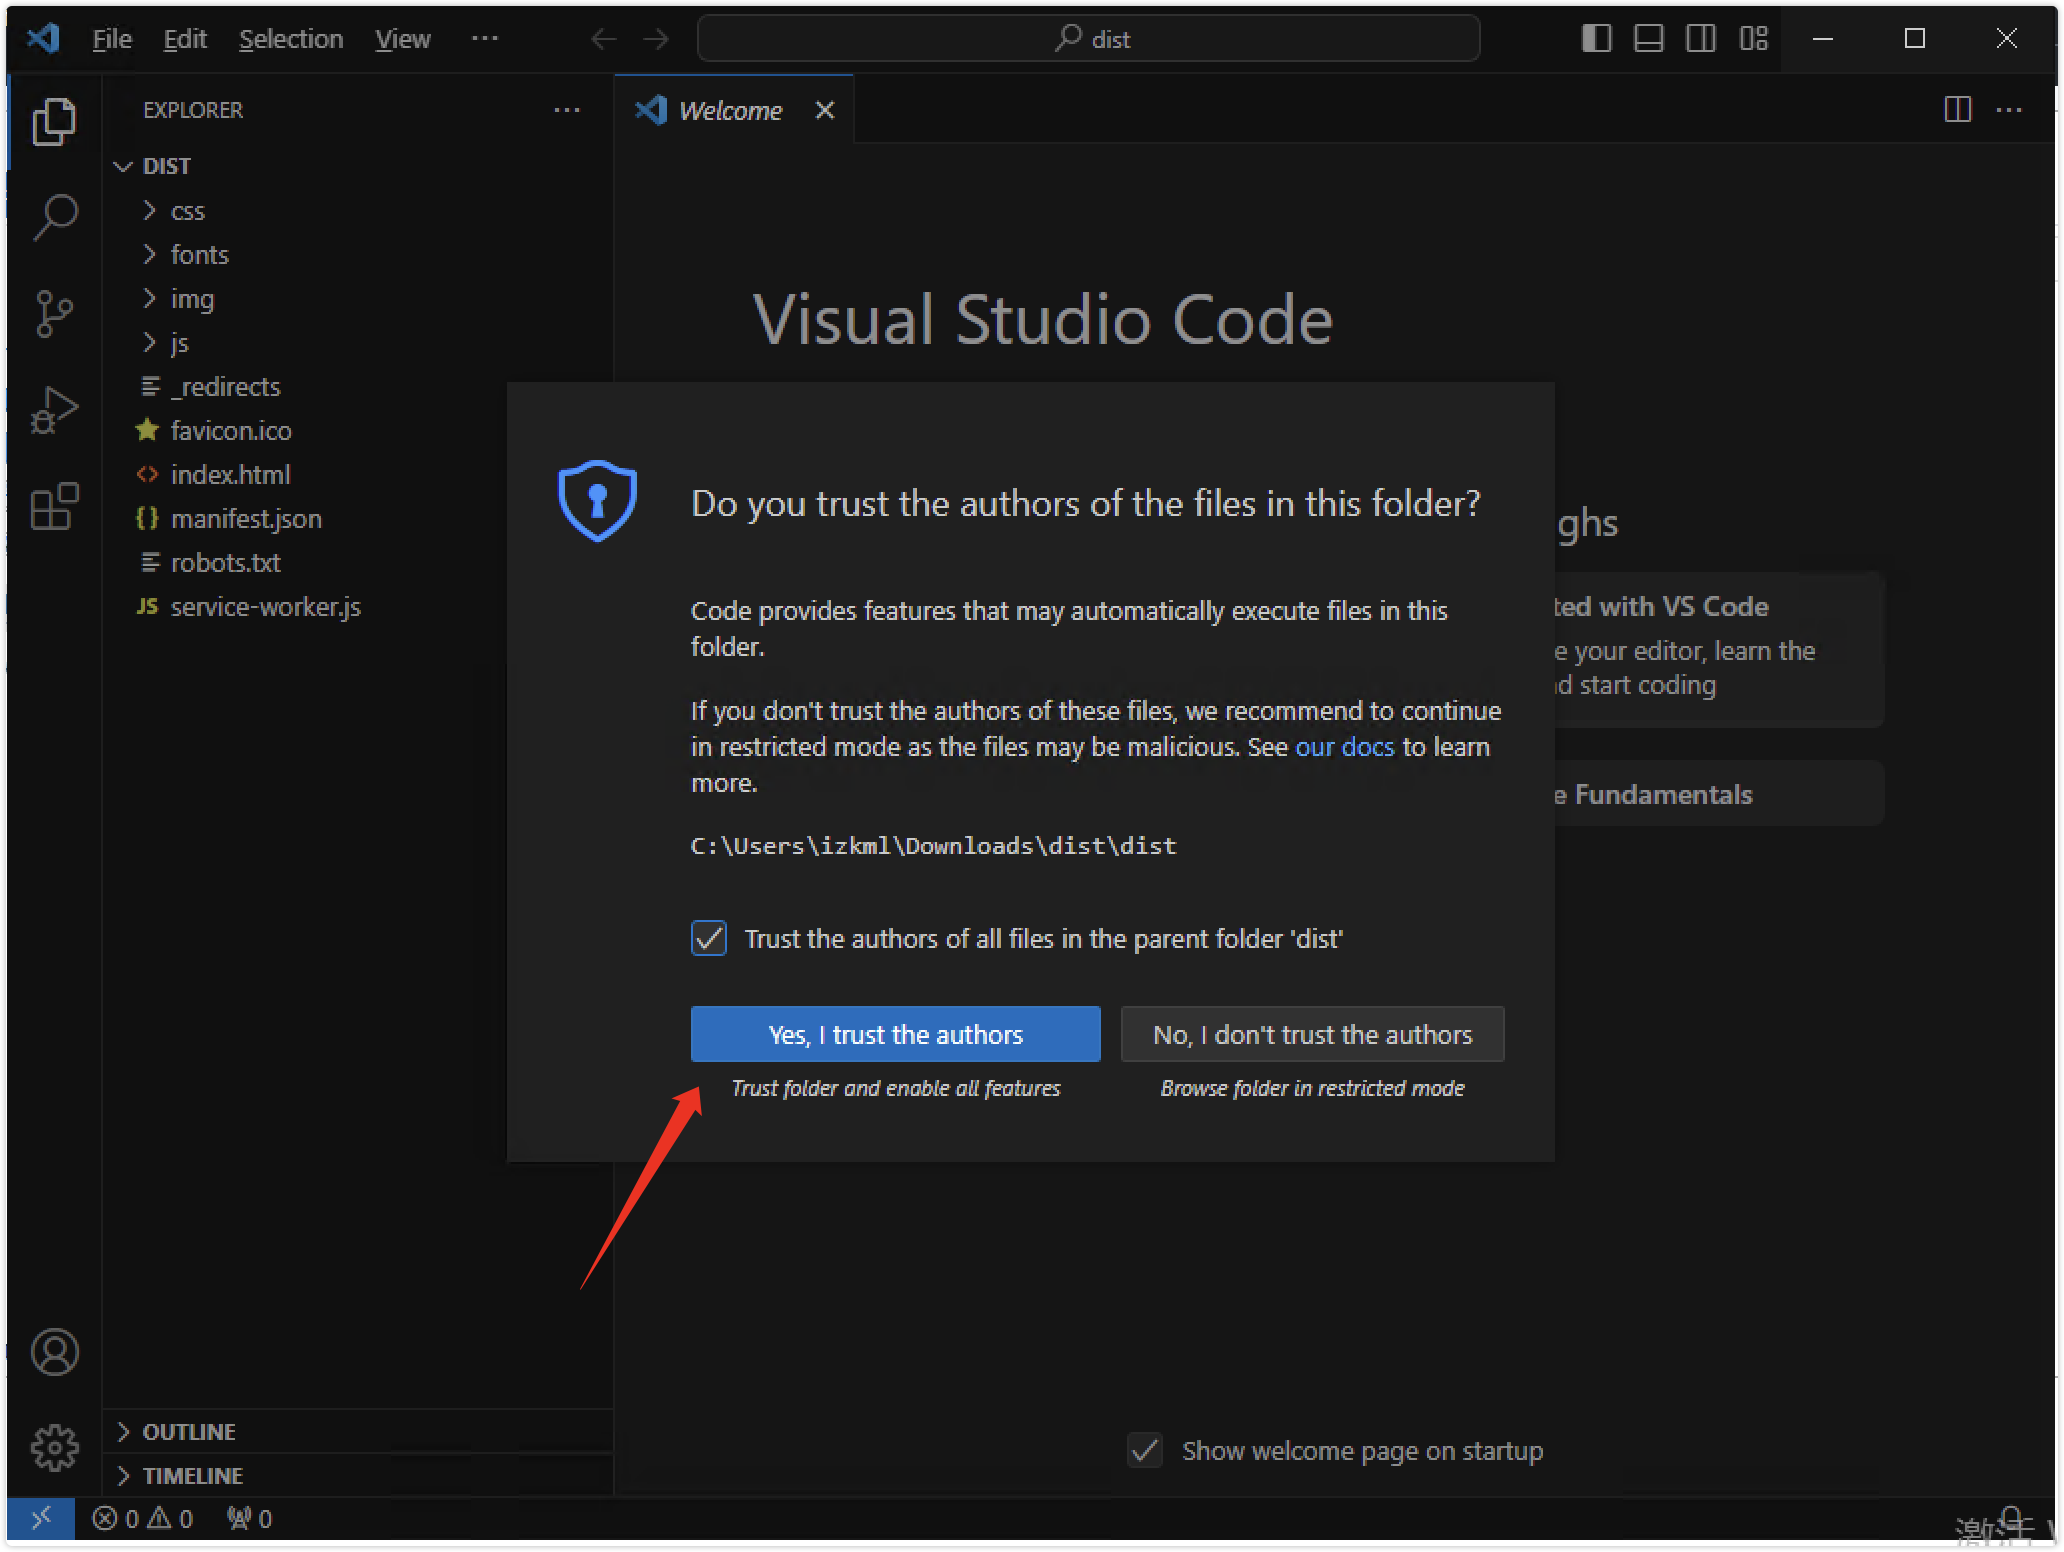 File Edit Selection View ···
dist
EXPLORER ···
Welcome
DIST
css
fonts
img
js
_redirects
favicon.ico
index.html
manifest.json
robots.txt
JS service-worker.js
Visual Studio Code
ghs
ted with VS Code
e your editor, learn the
d start coding
e Fundamentals
Do you trust the authors of the files in this folder?
Code provides features that may automatically execute files in this
folder.
If you don't trust the authors of these files, we recommend to continue
in restricted mode as the files may be malicious. See our docs to learn
more.
C:\Users\izkml\Downloads\dist\dist
Trust the authors of all files in the parent folder 'dist'
Yes, I trust the authors
No, I don't trust the authors
Trust folder and enable all features
Browse folder in restricted mode
Show welcome page on startup
OUTLINE
TIMELINE
0 0 0
激活